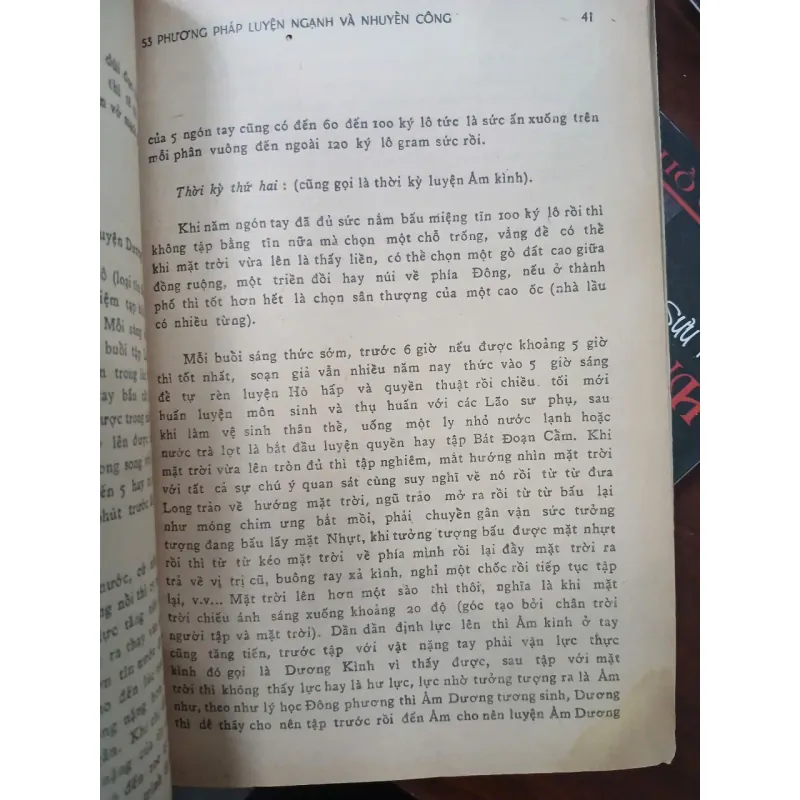 53 PHƯƠNG PHÁP LUYỆN NGẠNH VÀ NHUYỄN CÔNG 41
của 5 ngón tay cũng có đến 60 đến 100 ký lô tức là sức ấn xuống trên
mỗi phân vuông đến ngoài 120 ký lô gram sức rồi.
Thời kỳ thứ hai : (cũng gọi là thời kỳ luyện Âm kình).
Khi năm ngón tay đã đủ sức nắm bấu miệng tĩn 100 ký lô rồi thì
không tập bằng tĩn nữa mà chọn một chỗ trống, vắng để có thể
khi mặt trời vừa lên là thấy liền, có thể chọn một gò đất cao giữa
đồng ruộng, một triền đồi hay núi về phía Đông, nếu ở thành
phố thì tốt hơn hết là chọn sân thượng của một cao ốc (nhà lầu
có nhiều từng).
Mỗi buổi sáng thức sớm, trước 6 giờ nếu được khoảng 5 giờ
thì tốt nhất, soạn giả vẫn nhiều năm nay thức vào 5 giờ sáng
để tự rèn luyện Hô hấp và quyền thuật rồi chiều. tối mới
huấn luyện môn sinh và thụ huấn với các Lão sư phụ, sau
khi làm vệ sinh thân thể, uống một ly nhỏ nước lạnh hoặc
nước trà lợt là bắt đầu luyện quyền hay tập Bát Đoạn Cẩm. Khi
mặt trời vừa lên tròn đủ thì tập nghiêm, mắt hướng nhìn mặt trời
với tất cả sự chú ý quan sát cùng suy nghĩ về nó rồi từ từ đưa
Long trảo về hướng mặt trời, ngũ trảo mở ra rồi từ từ bấu lại
như móng chim ưng bắt mồi, phải chuyển gân vận sức tưởng
tượng đang bấu lấy mặt Nhựt, khi tưởng tượng bấu được mặt nhựt
rồi thì từ từ kéo mặt trời về phía mình rồi lại đẩy mặt trời ra
trả về vị trí cũ, buông tay xả kình, nghỉ một chốc rồi tiếp tục tập
lại, v.v... Mặt trời lên hơn một sào thì thôi, nghĩa là khi mặt
trời chiếu ánh sáng xuống khoảng 20 độ (góc tạo bởi chân trời
người tập và mặt trời). Dần dần định lực lên thì Âm kình ở tay
cũng tăng tiến, trước tập với vật nặng tay phải vận lực thực
kình đó gọi là Dương Kình vì thấy được, sau tập với mặt
trời thì không thấy lực hay là hư lực, lực nhờ tưởng tượng ra là Âm
như, theo như lý học Đông phương thì Âm Dương tương sinh, Dương
thì dễ thấy cho nên tập trước rồi đến Âm cho nên luyện Âm Dương